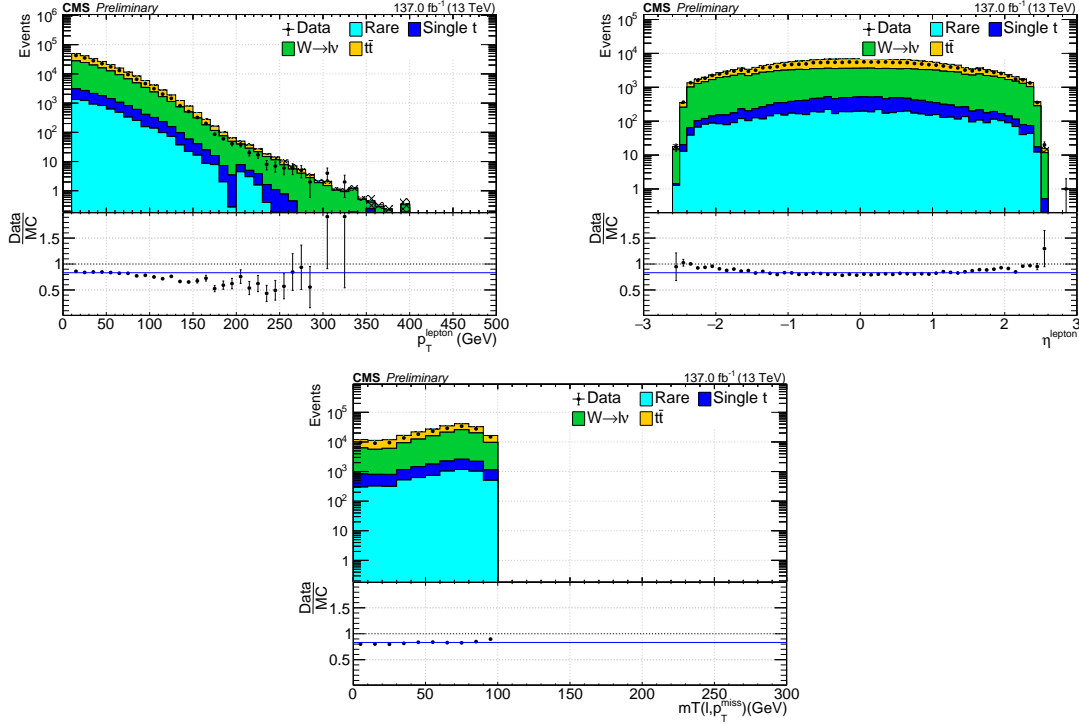 CMS Preliminary 137.0 fb⁻¹ (13 TeV)
Events
10⁶
10⁵
10⁴
10³
10²
10
1
Data Rare Single t
W→lν tt̄
Data
MC
1.5
1
0.5
0 50 100 150 200 250 300 350 400 450 500
p_T^lepton (GeV)
CMS Preliminary 137.0 fb⁻¹ (13 TeV)
Events
10⁵
10⁴
10³
10²
10
1
Data Rare Single t
W→lν tt̄
Data
MC
1.5
1
0.5
−3 −2 −1 0 1 2 3
η^lepton
CMS Preliminary 137.0 fb⁻¹ (13 TeV)
Events
10⁵
10⁴
10³
10²
10
1
Data Rare Single t
W→lν tt̄
Data
MC
1.5
1
0.5
0 50 100 150 200 250 300
mT(l,p_T^miss)(GeV)